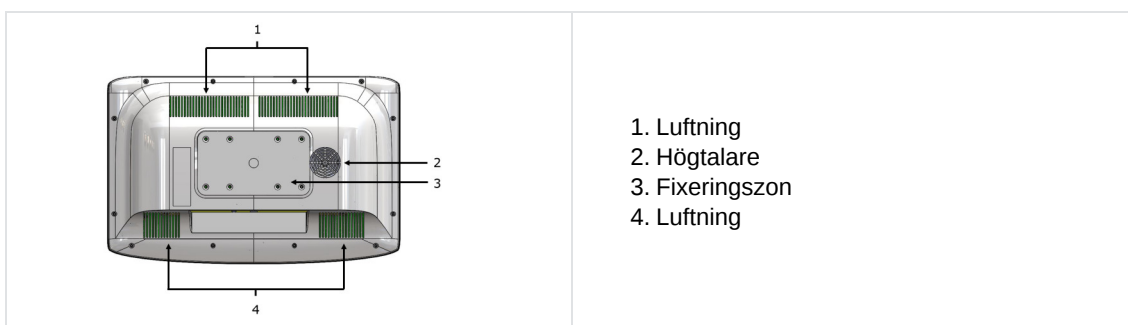 1
2
3
4
1. Luftning
2. Högtalare
3. Fixeringszon
4. Luftning